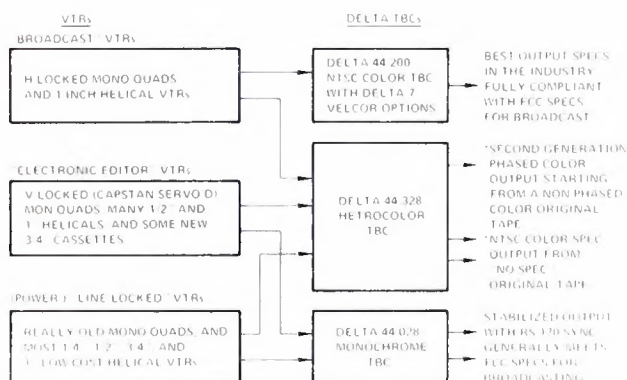 VTRs
DELTA TBCs
BROADCAST VTRs
H LOCKED MONO QUADS
AND 1 INCH HELICAL VTRs
DELTA 44 200
NTSC COLOR TBC
WITH DELTA 7
VELCOR OPTIONS
BEST OUTPUT SPECS
IN THE INDUSTRY
FULLY COMPLIANT
WITH FCC SPECS
FOR BROADCAST
"ELECTRONIC EDITOR" VTRs
V LOCKED (CAPSTAN SERVO'D)
MON QUADS, MANY 1/2" AND
1" HELICALS, AND SOME NEW
3/4" CASSETTES
DELTA 44 328
HETROCOLOR
TBC
*SECOND GENERATION
PHASED COLOR
OUTPUT STARTING
FROM A NON PHASED
COLOR ORIGINAL
TAPE
*NTSC COLOR SPEC
OUTPUT FROM
"NO SPEC"
ORIGINAL TAPE
(POWER) LINE LOCKED VTRs
REALLY OLD MONO QUADS, AND
MOST 1/4", 1/2", 3/4", AND
1" LOW COST HELICAL VTRs
DELTA 44 028
MONOCHROME
TBC
STABILIZED OUTPUT
WITH RS 170 SYNC
GENERALLY MEETS
FCC SPECS FOR
BROADCASTING